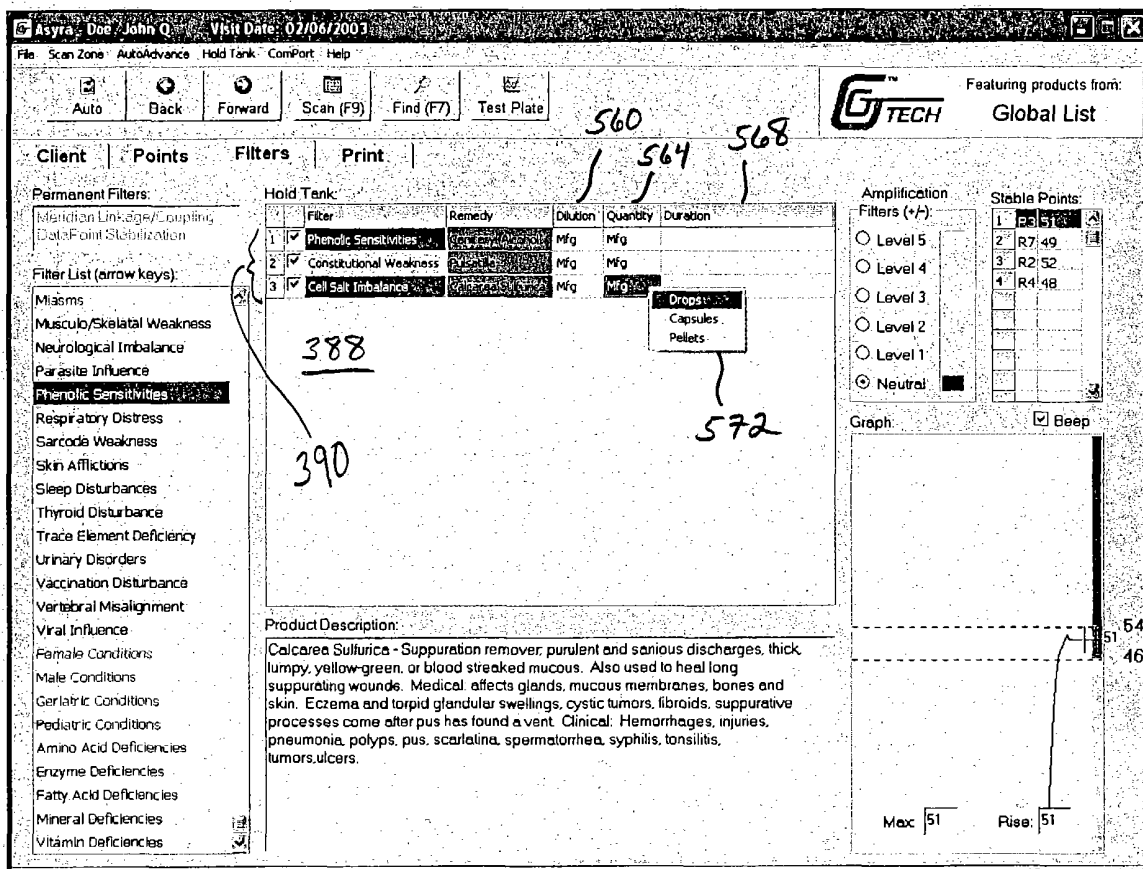 Asyra - Doe, John Q Visit Date: 02/06/2003
File Scan Zone AutoAdvance Hold Tank ComPort Help
Auto Back Forward Scan (F9) Find (F7) Test Plate
G TECH ™
Featuring products from:
Global List
560 564 568
Client Points Filters Print
Permanent Filters:
Meridian Linkage/Coupling
DataPoint Stabilization
Filter List (arrow keys):
Miasms
Musculo/Skelatal Weakness
Neurological Imbalance
Parasite Influence
Phenolic Sensitivities
Respiratory Distress
Sarcode Weakness
Skin Afflictions
Sleep Disturbances
Thyroid Disturbance
Trace Element Deficiency
Urinary Disorders
Vaccination Disturbance
Vertebral Misalignment
Viral Influence
Female Conditions
Male Conditions
Geriatric Conditions
Pediatric Conditions
Amino Acid Deficiencies
Enzyme Deficiencies
Fatty Acid Deficiencies
Mineral Deficiencies
Vitamin Deficiencies
Hold Tank:
Filter Remedy Dilution Quantity Duration
1 Phenolic Sensitivities Mfg Mfg
2 Constitutional Weakness Pulsatilla Mfg Mfg
3 Cell Salt Imbalance Calcarea Sulfurica Mfg Mfg
Drops
Capsules
Pellets
388
390
572
Product Description:
Calcarea Sulfurica - Suppuration remover, purulent and sanious discharges, thick,
lumpy, yellow-green, or blood streaked mucous. Also used to heal long
suppurating wounds. Medical: affects glands, mucous membranes, bones and
skin. Eczema and torpid glandular swellings, cystic tumors, fibroids, suppurative
processes come after pus has found a vent. Clinical: Hemorrhages, injuries,
pneumonia, polyps, pus, scarlatina, spermatorrhea, syphilis, tonsilitis,
tumors,ulcers.
Amplification
Filters (+/-):
Level 5
Level 4
Level 3
Level 2
Level 1
Neutral
Stable Points:
1 R3 51
2 R7 49
3 R2 52
4 R4 48
Graph: Beep
54
51
46
Max: 51 Rise: 51